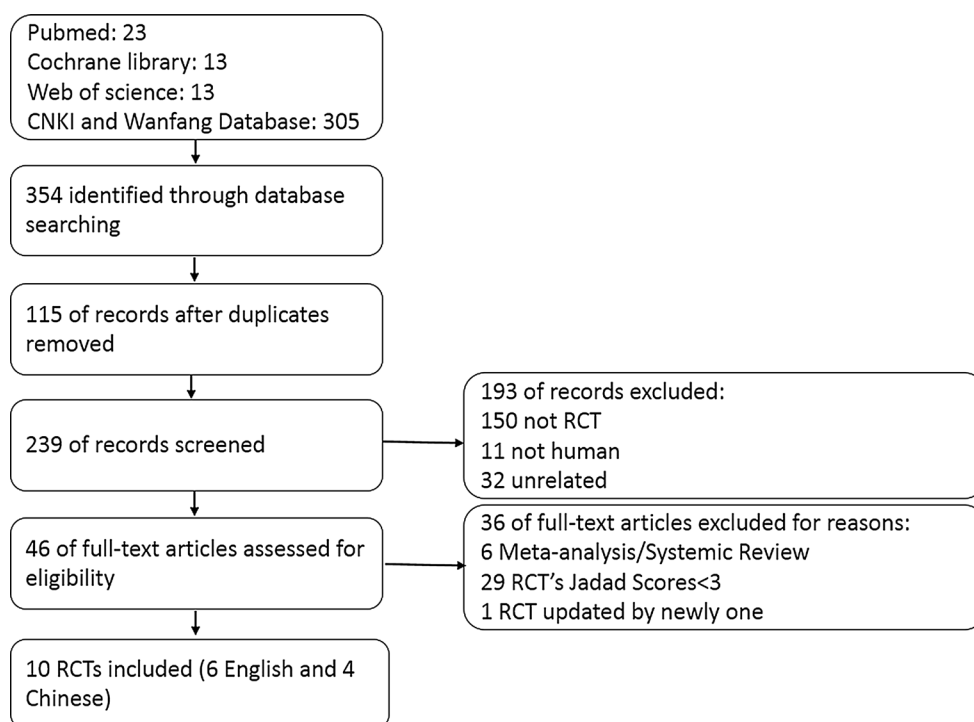 Pubmed: 23
Cochrane library: 13
Web of science: 13
CNKI and Wanfang Database: 305
354 identified through database
searching
115 of records after duplicates
removed
239 of records screened
193 of records excluded:
150 not RCT
11 not human
32 unrelated
46 of full-text articles assessed for
eligibility
36 of full-text articles excluded for reasons:
6 Meta-analysis/Systemic Review
29 RCT’s Jadad Scores<3
1 RCT updated by newly one
10 RCTs included (6 English and 4
Chinese)